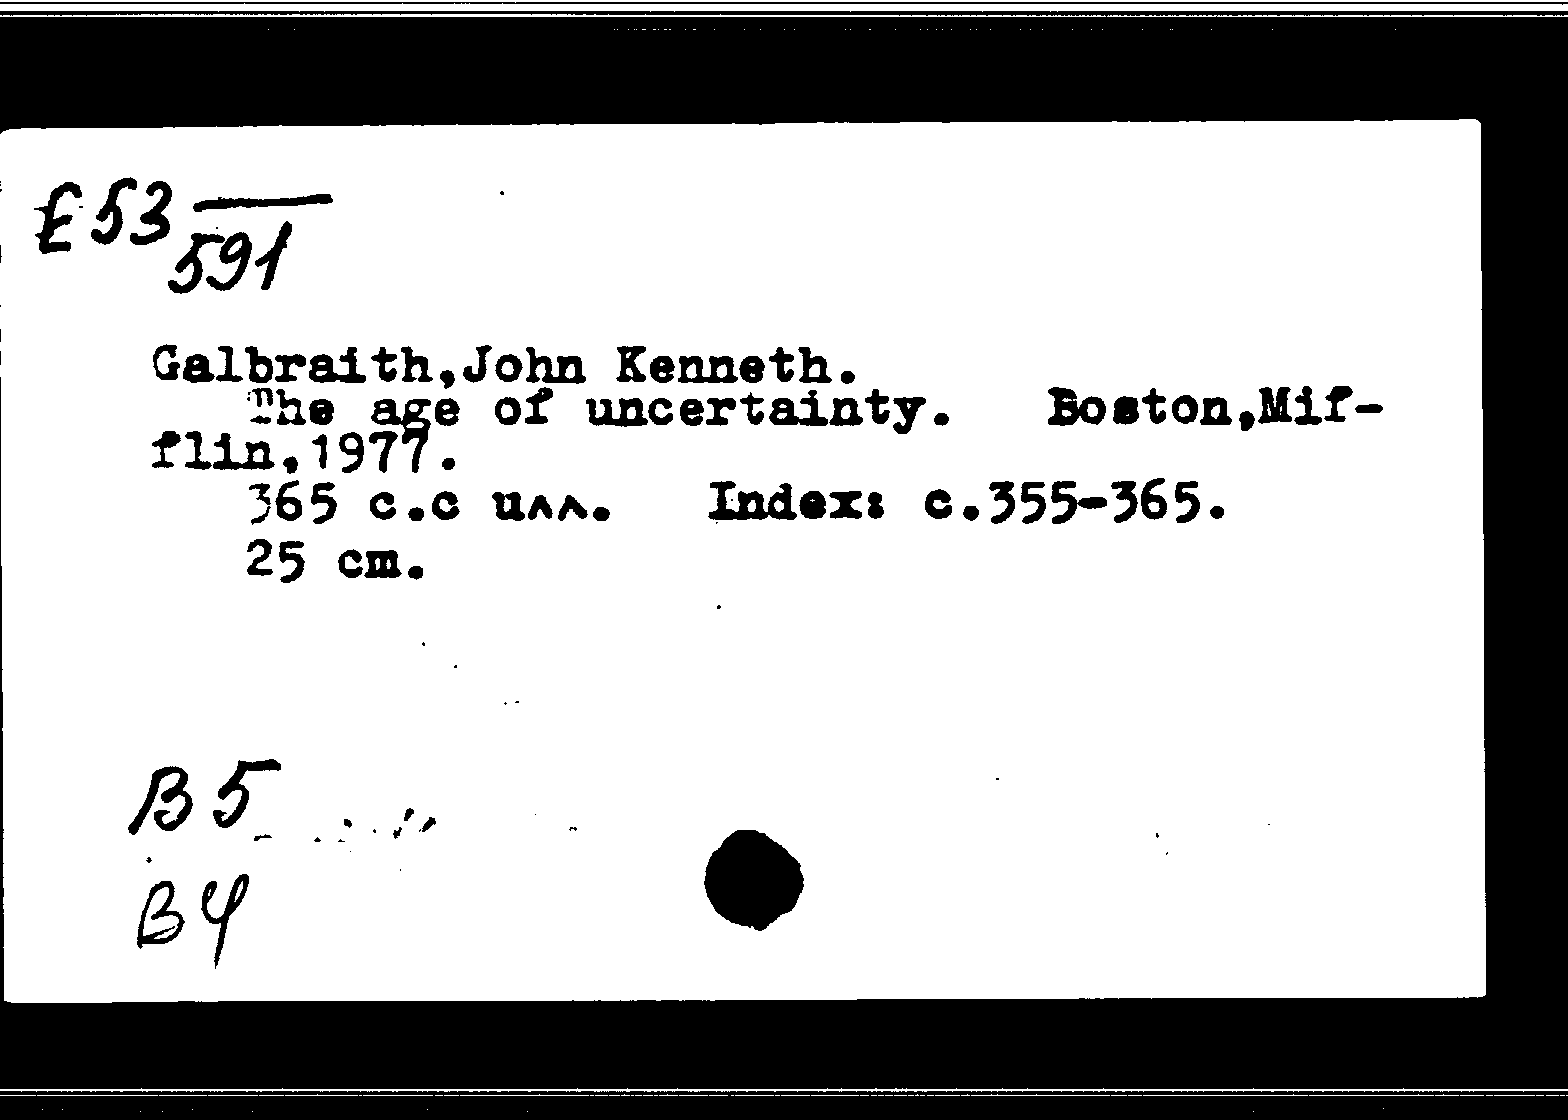 E53
591
Galbraith,John Kenneth.
The age of uncertainty. Boston,Mif-
flin,1977.
365 c.c илл. Index: c.355-365.
25 cm.
B5